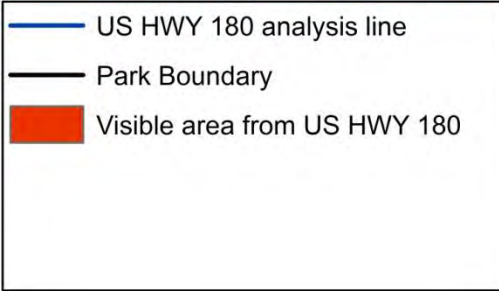 US HWY 180 analysis line
Park Boundary
Visible area from US HWY 180